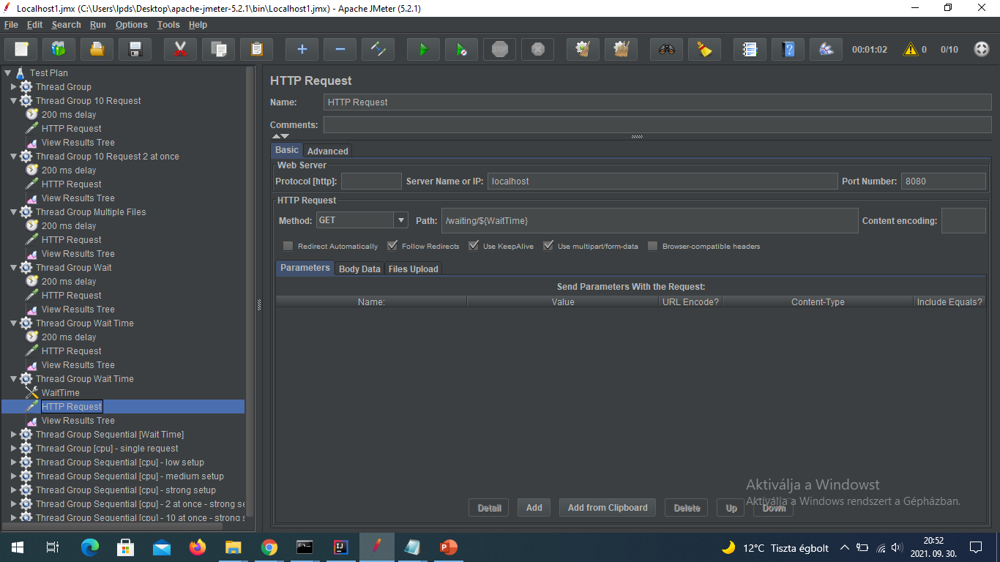 Localhost1.jmx (C:\Users\lpds\Desktop\apache-jmeter-5.2.1\bin\Localhost1.jmx) - Apache JMeter (5.2.1)
File Edit Search Run Options Tools Help
STOP 00:01:02 0 0/10
Test Plan
Thread Group
Thread Group 10 Request
200 ms delay
HTTP Request
View Results Tree
Thread Group 10 Request 2 at once
200 ms delay
HTTP Request
View Results Tree
Thread Group Multiple Files
200 ms delay
HTTP Request
View Results Tree
Thread Group Wait
200 ms delay
HTTP Request
View Results Tree
Thread Group Wait Time
200 ms delay
HTTP Request
View Results Tree
Thread Group Wait Time
WaitTime
HTTP Request
View Results Tree
Thread Group Sequential [Wait Time]
Thread Group [cpu] - single request
Thread Group Sequential [cpu] - low setup
Thread Group Sequential [cpu] - medium setup
Thread Group Sequential [cpu] - strong setup
Thread Group Sequential [cpu] - 2 at once - strong se
Thread Group Sequential [cpu] - 10 at once - strong s
HTTP Request
Name: HTTP Request
Comments:
Basic Advanced
Web Server
Protocol [http]: Server Name or IP: localhost Port Number: 8080
HTTP Request
Method: GET Path: /waiting/${WaitTime} Content encoding:
Redirect Automatically Follow Redirects Use KeepAlive Use multipart/form-data Browser-compatible headers
Parameters Body Data Files Upload
Send Parameters With the Request:
Name: Value URL Encode? Content-Type Include Equals?
Detail Add Add from Clipboard Delete Up Down
Aktiválja a Windowst
Aktiválja a Windows rendszert a Gépházban.
12°C Tiszta égbolt
20:52
2021. 09. 30.